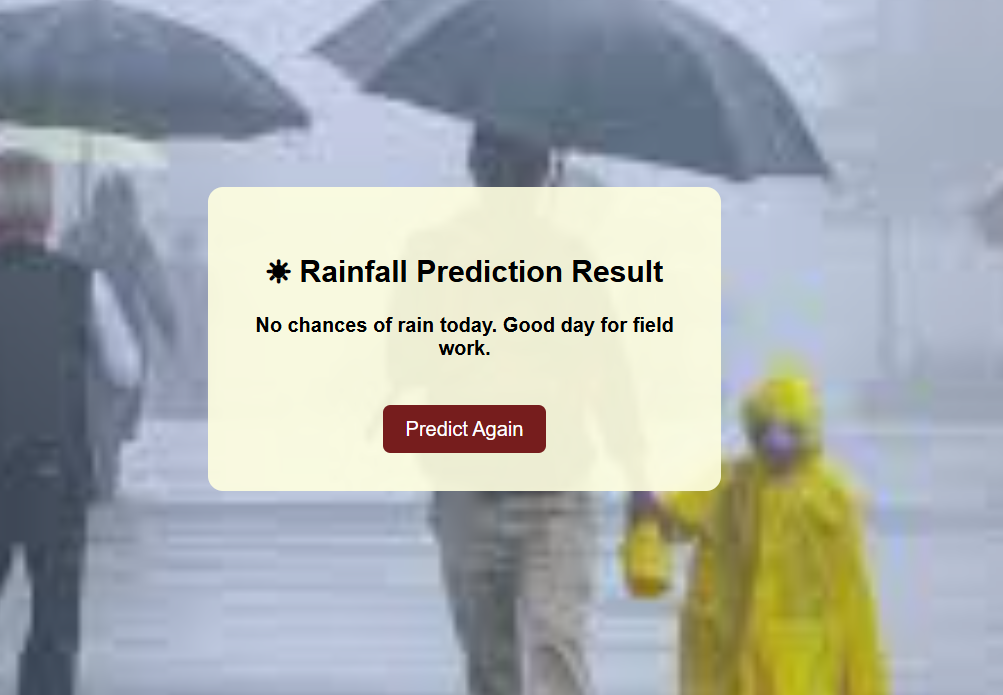 ☀ Rainfall Prediction Result
No chances of rain today. Good day for field
work.
Predict Again